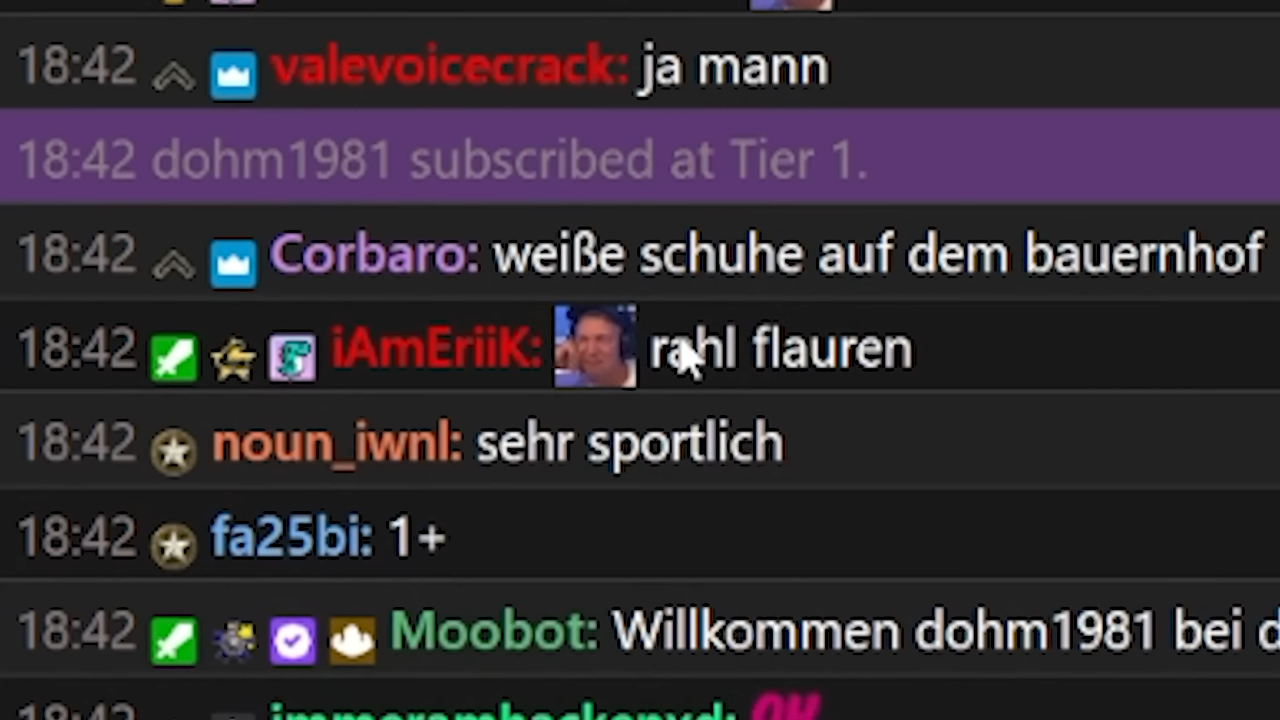 18:42 valevoicecrack: ja mann
18:42 dohm1981 subscribed at Tier 1.
18:42 Corbaro: weiße schuhe auf dem bauernhof
18:42 iAmEriiK: rahl flauren
18:42 noun_iwnl: sehr sportlich
18:42 fa25bi: 1+
18:42 Moobot: Willkommen dohm1981 bei
18:42